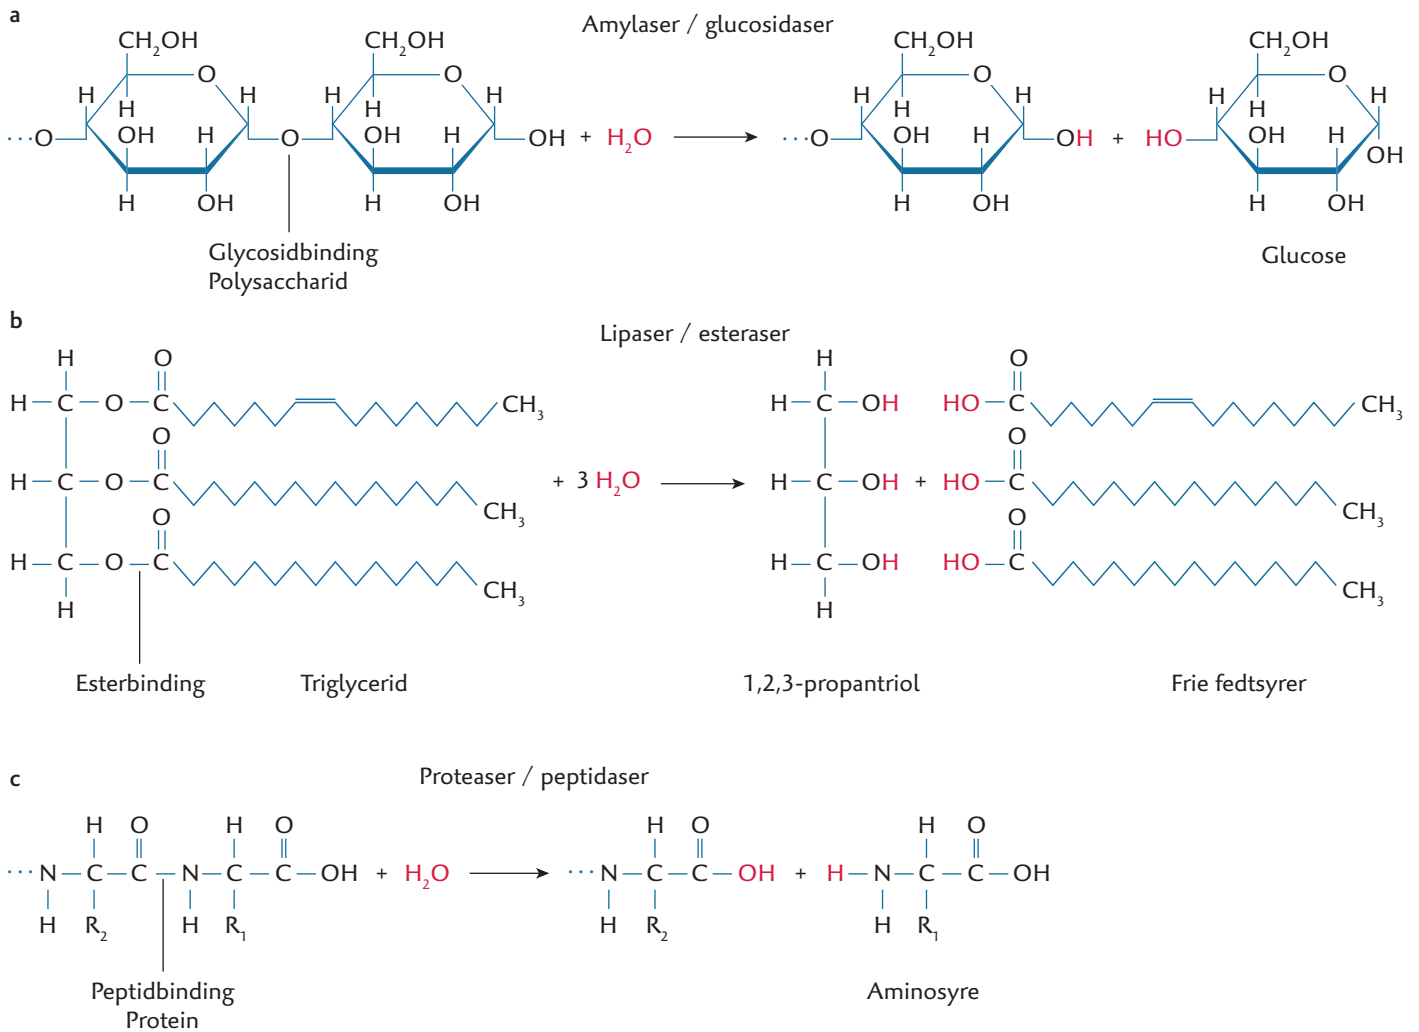 a
Amylaser / glucosidaser
CH₂OH CH₂OH CH₂OH CH₂OH
O O O O
H H H H H H H
H H H H
OH H OH H OH H OH H
···O O OH + H₂O ···O OH + HO OH
H OH H OH H OH H OH
Glycosidbinding
Polysaccharid
Glucose
b
Lipaser / esteraser
H O H O
H C O C CH₃ H C OH HO C CH₃
O O
H C O C CH₃ + 3 H₂O H C OH + HO C CH₃
O O
H C O C CH₃ H C OH HO C CH₃
H H
Esterbinding Triglycerid 1,2,3-propantriol Frie fedtsyrer
c
Proteaser / peptidaser
H O H O H O H O
···N C C N C C OH + H₂O ···N C C OH + H N C C OH
H R₂ H R₁ H R₂ H R₁
Peptidbinding
Protein
Aminosyre